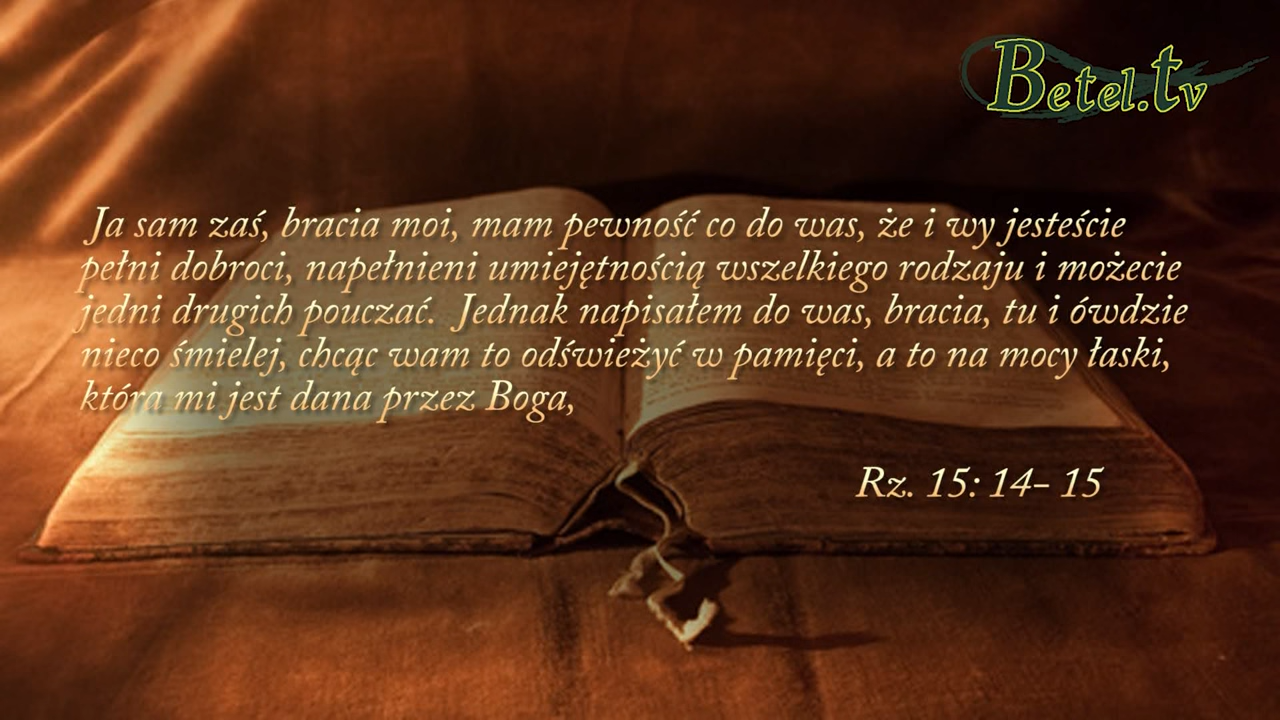 Betel.tv
Ja sam zaś, bracia moi, mam pewność co do was, że i wy jesteście
pełni dobroci, napełnieni umiejętnością wszelkiego rodzaju i możecie
jedni drugich pouczać. Jednak napisałem do was, bracia, tu i ówdzie
nieco śmielej, chcąc wam to odświeżyć w pamięci, a to na mocy łaski,
która mi jest dana przez Boga,
Rz. 15: 14- 15